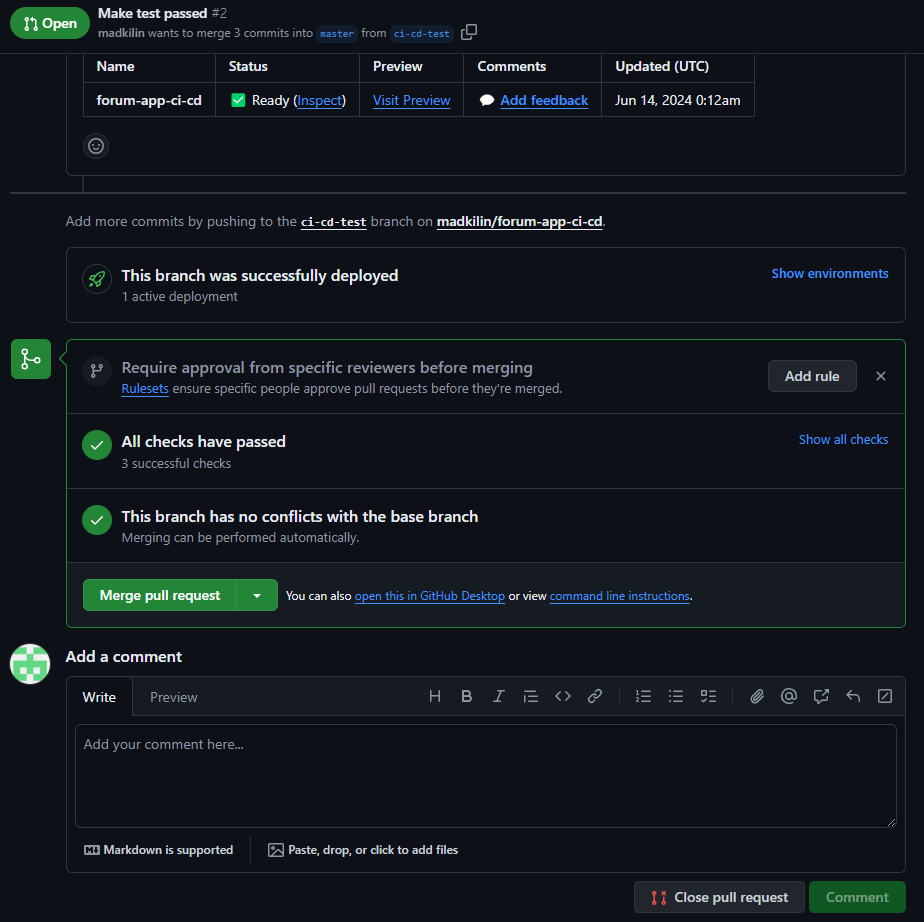 Open
Make test passed #2
madkilin wants to merge 3 commits into master from ci-cd-test
Name Status Preview Comments Updated (UTC)
forum-app-ci-cd ✅ Ready (Inspect) Visit Preview 💬 Add feedback Jun 14, 2024 0:12am
Add more commits by pushing to the ci-cd-test branch on madkilin/forum-app-ci-cd.
This branch was successfully deployed
Show environments
1 active deployment
Require approval from specific reviewers before merging
Rulesets ensure specific people approve pull requests before they're merged.
Add rule
All checks have passed
Show all checks
3 successful checks
This branch has no conflicts with the base branch
Merging can be performed automatically.
Merge pull request You can also open this in GitHub Desktop or view command line instructions.
Add a comment
Write Preview
Add your comment here...
Markdown is supported Paste, drop, or click to add files
Close pull request Comment